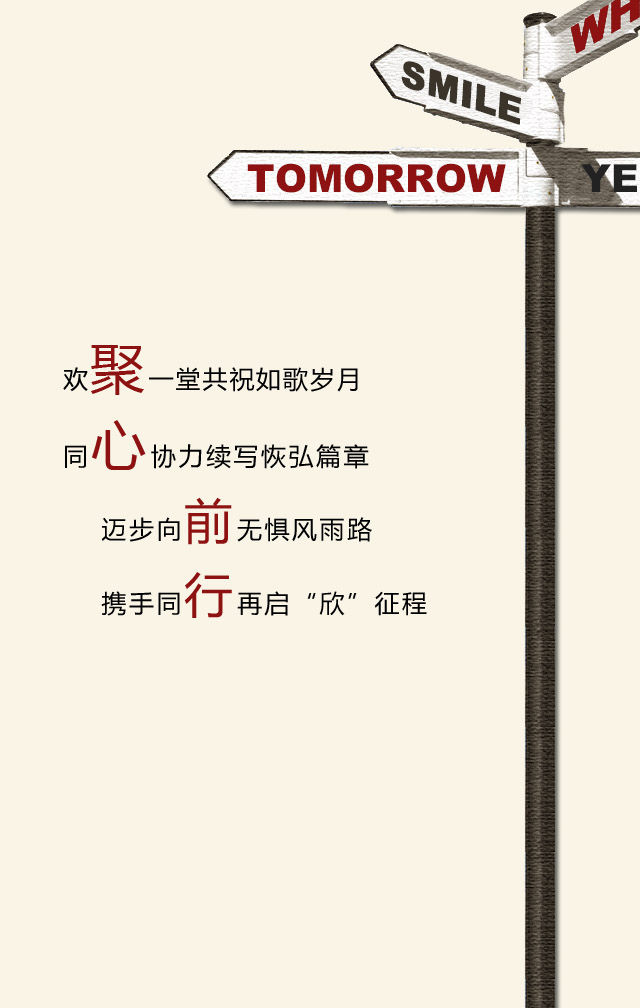 WH
SMILE
TOMORROW
YE
欢聚一堂共祝如歌岁月
同心协力续写恢弘篇章
迈步向前无惧风雨路
携手同行再启“欣”征程